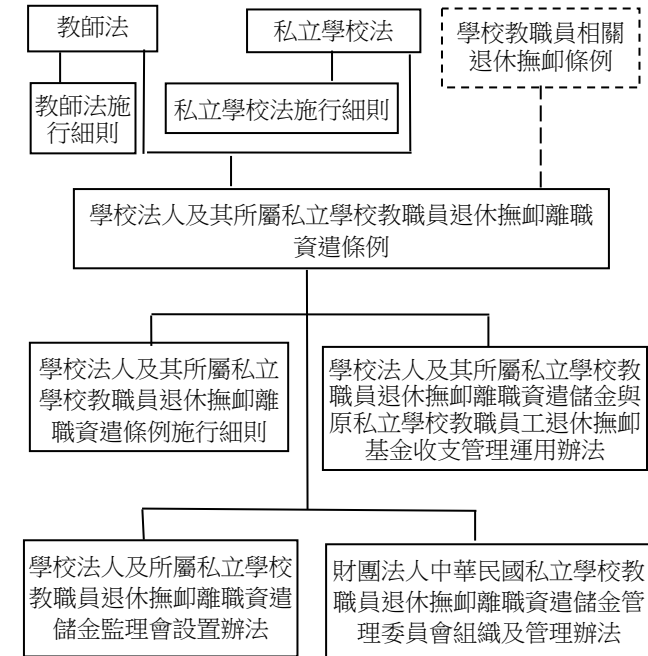 教師法
私立學校法
學校教職員相關
退休撫卹條例
教師法施
行細則
私立學校法施行細則
學校法人及其所屬私立學校教職員退休撫卹離職
資遣條例
學校法人及其所屬私立
學校教職員退休撫卹離
職資遣條例施行細則
學校法人及其所屬私立學校教
職員退休撫卹離職資遣儲金與
原私立學校教職員工退休撫卹
基金收支管理運用辦法
學校法人及所屬私立學校
教職員退休撫卹離職資遣
儲金監理會設置辦法
財團法人中華民國私立學校教
職員退休撫卹離職資遣儲金管
理委員會組織及管理辦法